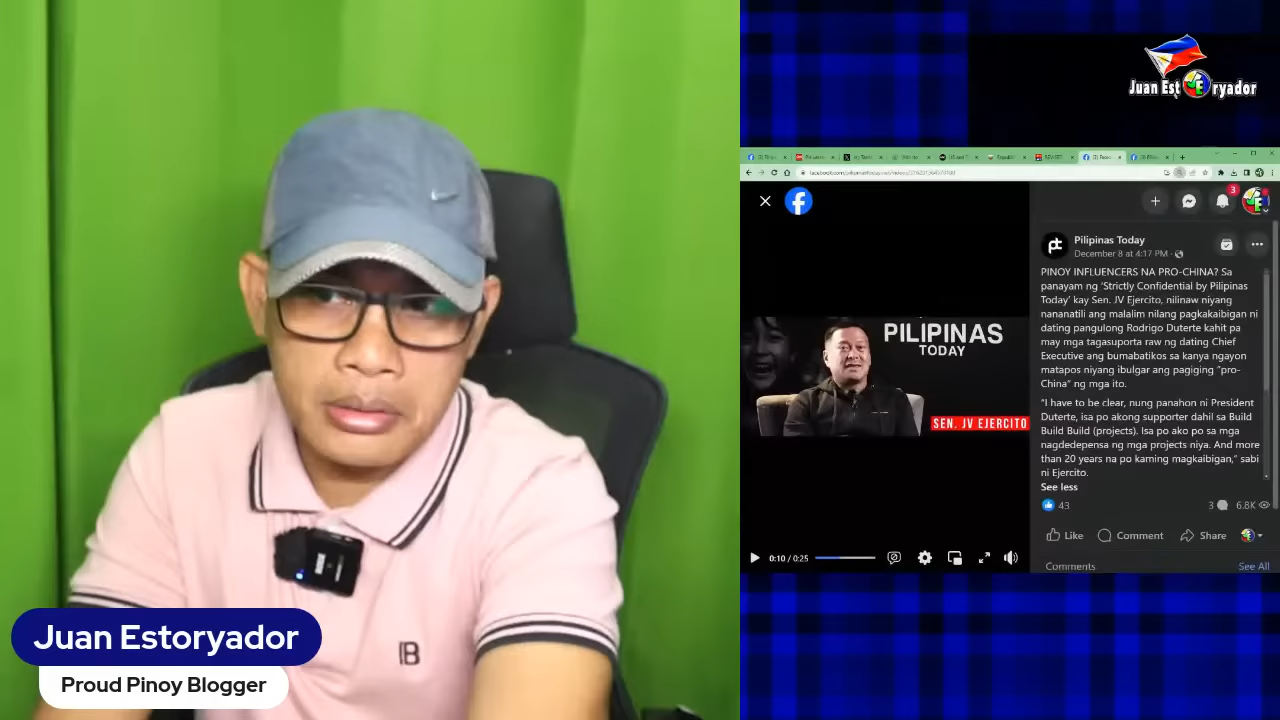 Juan Est ryador
facebook.com/
3
Pilipinas Today
December 8 at 4:17 PM
PINOY INFLUENCERS NA PRO-CHINA? Sa
panayam ng 'Strictly Confidential by Pilipinas
Today' kay Sen. JV Ejercito, nilinaw niyang
nananatili ang malalim nilang pagkakaibigan ni
dating pangulong Rodrigo Duterte kahit pa
may mga tagasuporta raw ng dating Chief
Executive ang bumabatikos sa kanya ngayon
matapos niyang ibulgar ang pagiging "pro-
China" ng mga ito.
"I have to be clear, nung panahon ni President
Duterte, isa po akong supporter dahil sa Build
Build Build (projects). Isa po ako po sa mga
nagdedepensa ng mga projects niya. And more
than 20 years na po kaming magkaibigan," sabi
ni Ejercito.
See less
43
3
6.8K
Like
Comment
Share
Comments
See All
PILIPINAS
TODAY
SEN. JV EJERCITO
0:10 / 0:25
B
Juan Estoryador
Proud Pinoy Blogger